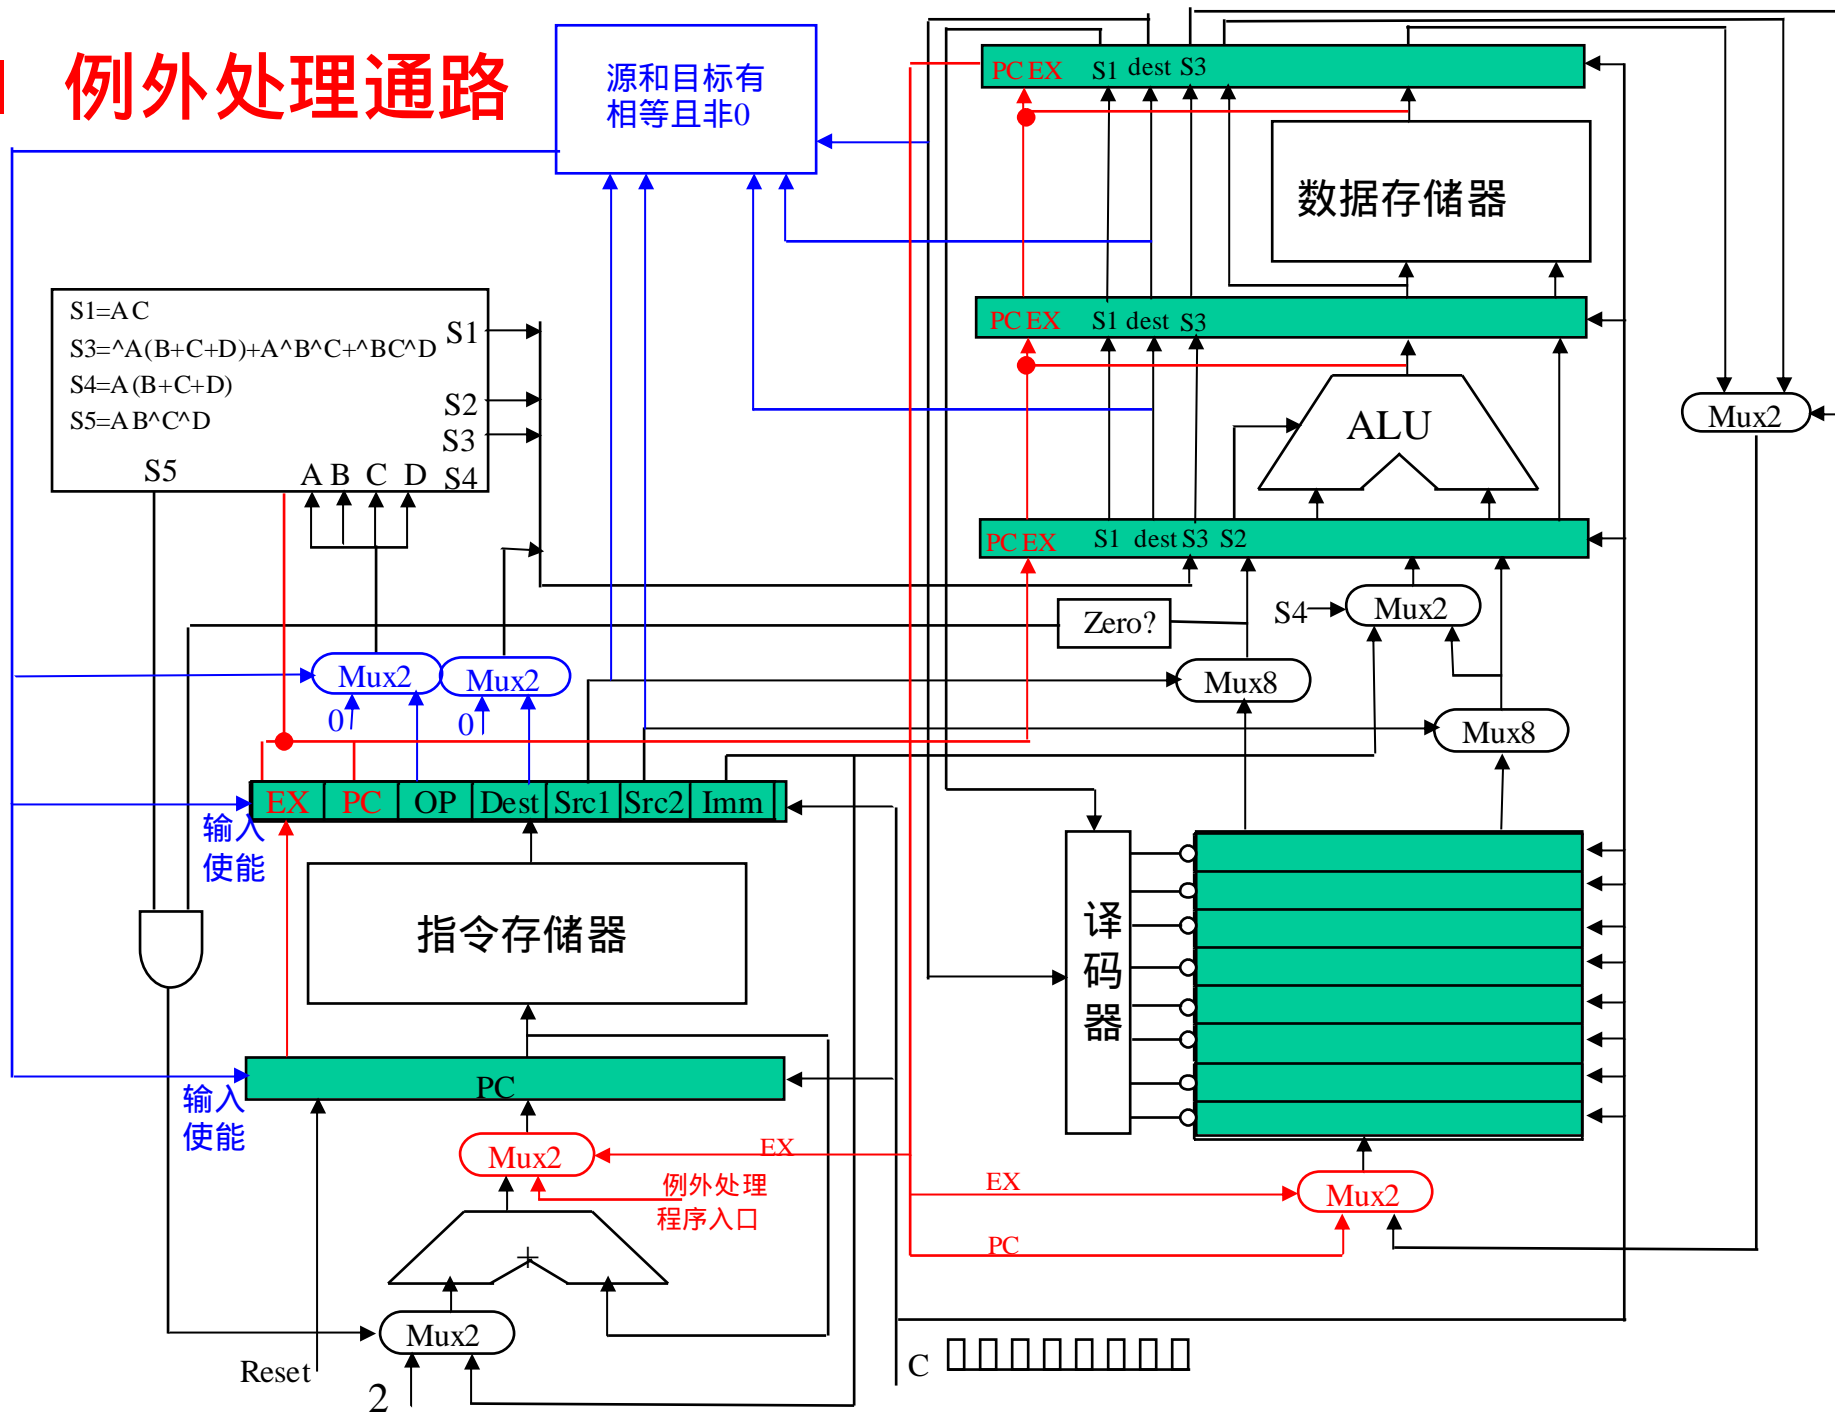 例外处理通路
源和目标有
相等且非0
PC EX S1 dest S3
数据存储器
S1=AC
S3=^A(B+C+D)+A^B^C+^BC^D
S4=A(B+C+D)
S5=AB^C^D
S1
S2
S3
S4
S5
A B C D
PC EX S1 dest S3
ALU
Mux2
PC EX S1 dest S3 S2
Zero?
S4
Mux2
Mux2
Mux2
0
0
Mux8
Mux8
EX PC OP Dest Src1 Src2 Imm
输入
使能
指令存储器
译
码
器
PC
输入
使能
Mux2
EX
例外处理
程序入口
EX
Mux2
PC
+
Mux2
Reset
2
C